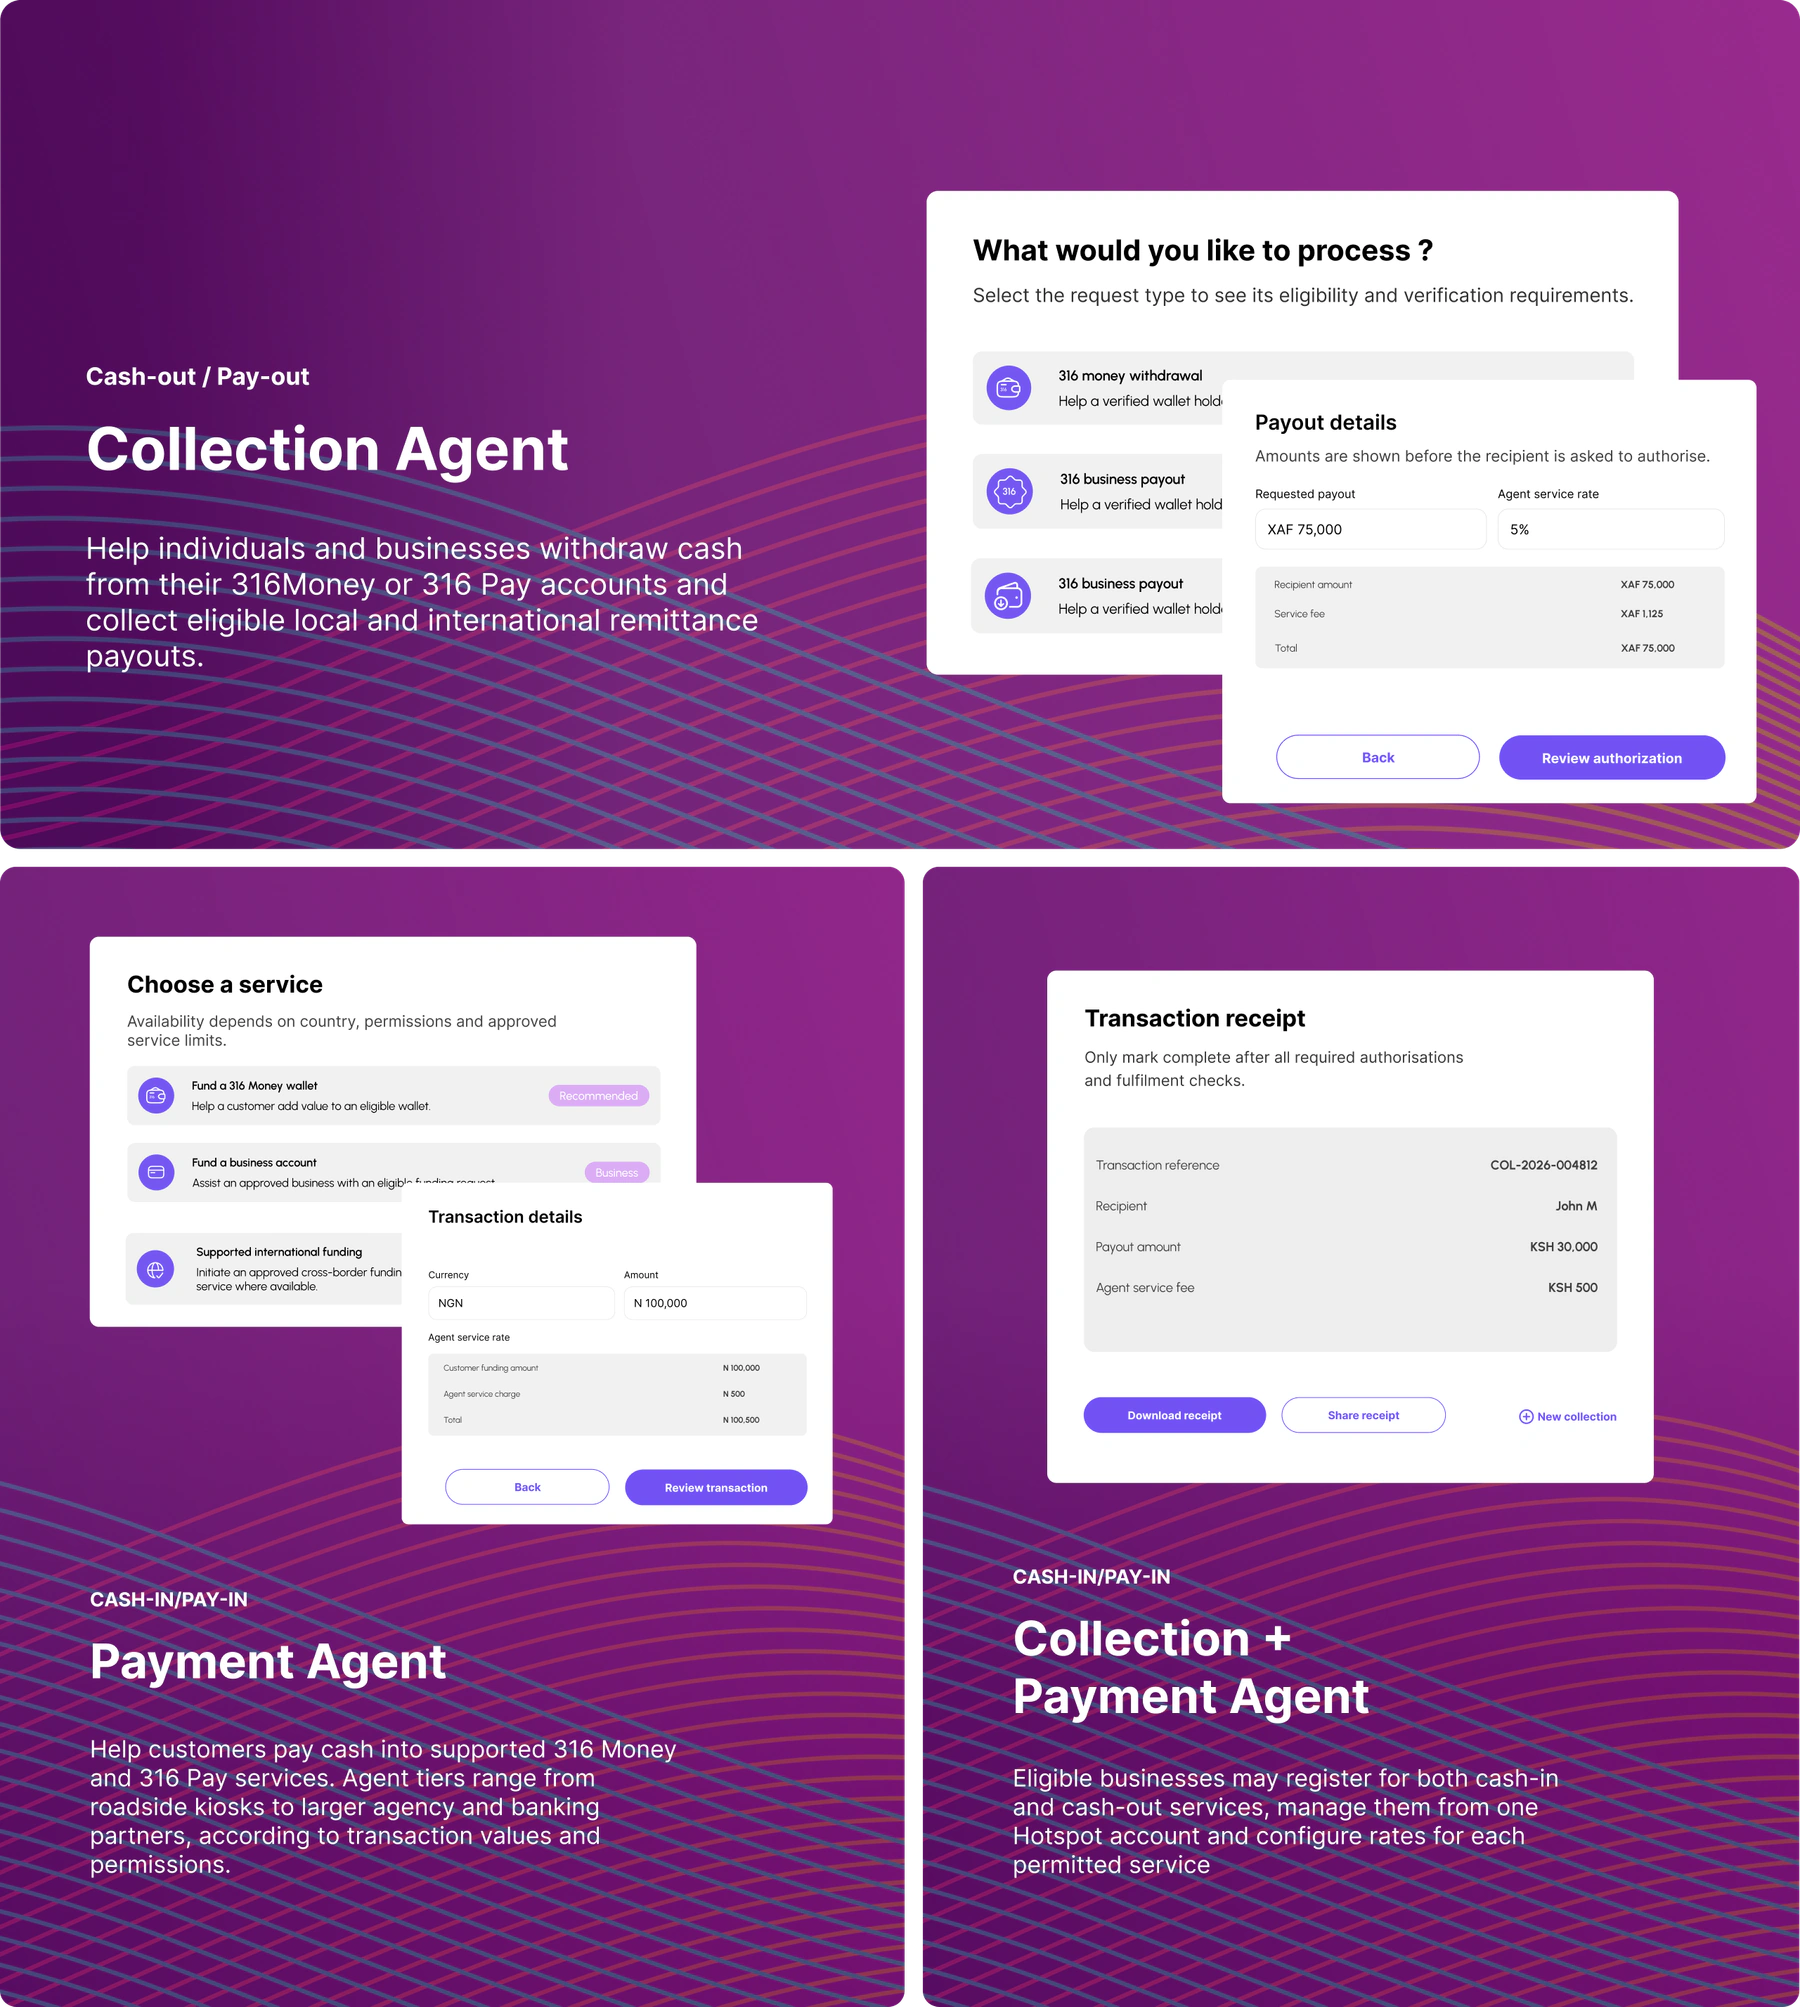 Cash-out / Pay-out
Collection Agent
Help individuals and businesses withdraw cash
from their 316Money or 316 Pay accounts and
collect eligible local and international remittance
payouts.
What would you like to process ?
Select the request type to see its eligibility and verification requirements.
316 money withdrawal
Help a verified wallet
316
316 business payout
Help a verified wallet
316 business payout
Help a verified wallet
Payout details
Amounts are shown before the recipient is asked to authorise.
Requested payout Agent service rate
XAF 75,000 5%
Recipient amount XAF 75,000
Service fee XAF 1,125
Total XAF 75,000
Back Review authorization
Choose a service
Availability depends on country, permissions and approved
service limits.
Fund a 316 Money wallet
Help a customer add value to an eligible wallet.
Recommended
Fund a business account
Assist an approved business with an eligible funding request.
Business
Supported international funding
Initiate an approved cross-border
service where available.
Transaction details
Currency Amount
NGN N 100,000
Agent service rate
Customer funding amount N 100,000
Agent service charge N 500
Total N 100,500
Back Review transaction
CASH-IN/PAY-IN
Payment Agent
Help customers pay cash into supported 316 Money
and 316 Pay services. Agent tiers range from
roadside kiosks to larger agency and banking
partners, according to transaction values and
permissions.
Transaction receipt
Only mark complete after all required authorisations
and fulfilment checks.
Transaction reference COL-2026-004812
Recipient John M
Payout amount KSH 30,000
Agent service fee KSH 500
Download receipt Share receipt New collection
CASH-IN/PAY-IN
Collection +
Payment Agent
Eligible businesses may register for both cash-in
and cash-out services, manage them from one
Hotspot account and configure rates for each
permitted service